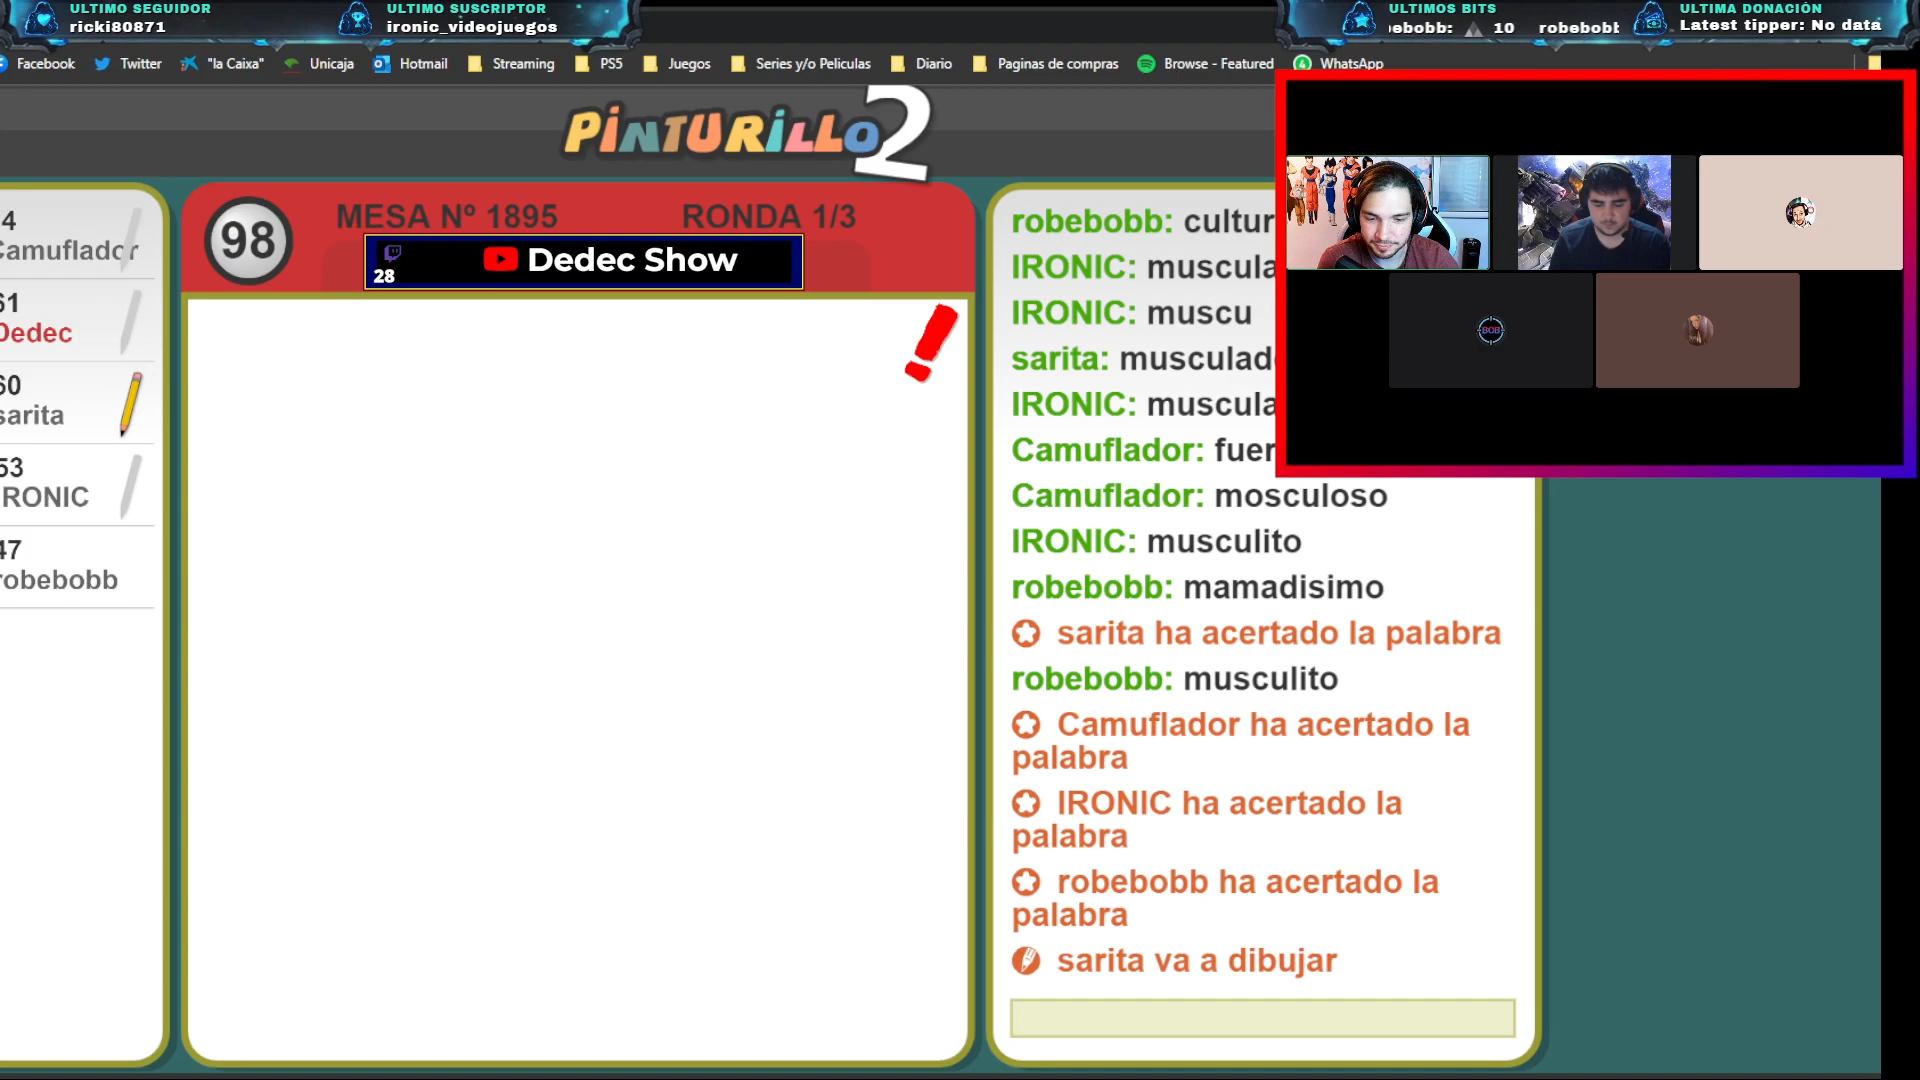 ULTIMO SEGUIDOR
ricki80871
ULTIMO SUSCRIPTOR
ironic_videojuegos
ULTIMOS BITS
ebobb: 10 robebobb
ULTIMA DONACIÓN
Latest tipper: No data
Facebook Twitter "la Caixa" Unicaja Hotmail Streaming PS5 Juegos Series y/o Peliculas Diario Paginas de compras Browse - Featured WhatsApp
PINTURILLO 2
4
Camuflador
61
Dedec
60
sarita
53
IRONIC
47
robebobb
98
MESA Nº 1895
RONDA 1/3
28
Dedec Show
robebobb: cultur
IRONIC: muscula
IRONIC: muscu
sarita: musculad
IRONIC: muscula
Camuflador: fuer
Camuflador: mosculoso
IRONIC: musculito
robebobb: mamadisimo
sarita ha acertado la palabra
robebobb: musculito
Camuflador ha acertado la
palabra
IRONIC ha acertado la
palabra
robebobb ha acertado la
palabra
sarita va a dibujar
BOB